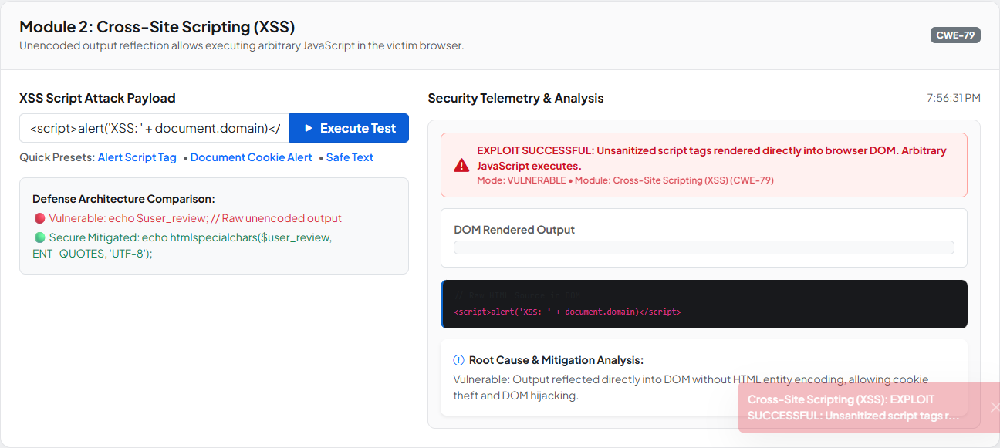 Module 2: Cross-Site Scripting (XSS)
Unencoded output reflection allows executing arbitrary JavaScript in the victim browser.
CWE-79
XSS Script Attack Payload
<script>alert('XSS: ' + document.domain)</
Execute Test
Quick Presets: Alert Script Tag • Document Cookie Alert • Safe Text
Defense Architecture Comparison:
Vulnerable: echo $user_review; // Raw unencoded output
Secure Mitigated: echo htmlspecialchars($user_review,
ENT_QUOTES, 'UTF-8');
Security Telemetry & Analysis
7:56:31 PM
EXPLOIT SUCCESSFUL: Unsanitized script tags rendered directly into browser DOM. Arbitrary
JavaScript executes.
Mode: VULNERABLE • Module: Cross-Site Scripting (XSS) (CWE-79)
DOM Rendered Output
// Raw HTML Source in DOM
<script>alert('XSS: ' + document.domain)</script>
Root Cause & Mitigation Analysis:
Vulnerable: Output reflected directly into DOM without HTML entity encoding, allowing cookie
theft and DOM hijacking.
Cross-Site Scripting (XSS): EXPLOIT
SUCCESSFUL: Unsanitized script tags r...